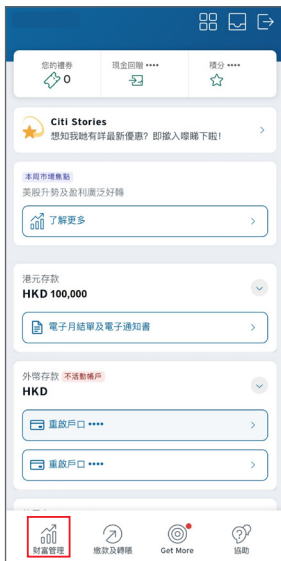 您的禮券
0
現金回贈 ••••
積分 ••••
Citi Stories
想知我哋有咩最新優惠？即撳入嚟睇下啦！
本周市場焦點
美股升勢及盈利廣泛好轉
了解更多
港元存款
HKD 100,000
電子月結單及電子通知書
外幣存款 不活動帳戶
HKD
重啟戶口 ••••
重啟戶口 ••••
財富管理
繳款及轉賬
Get More
協助